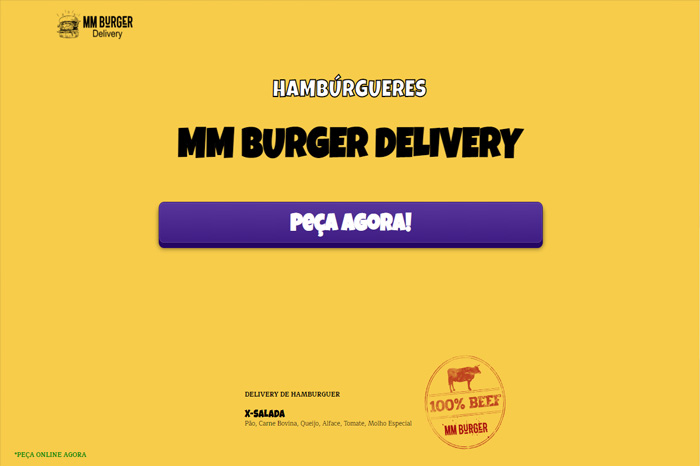 MM BURGER
Delivery
HAMBÚRGUERES
MM BURGER DELIVERY
PEÇA AGORA!
DELIVERY DE HAMBURGUER
X-SALADA
Pão, Carne Bovina, Queijo, Alface, Tomate, Molho Especial
100% BEEF
MM BURGER
*PEÇA ONLINE AGORA